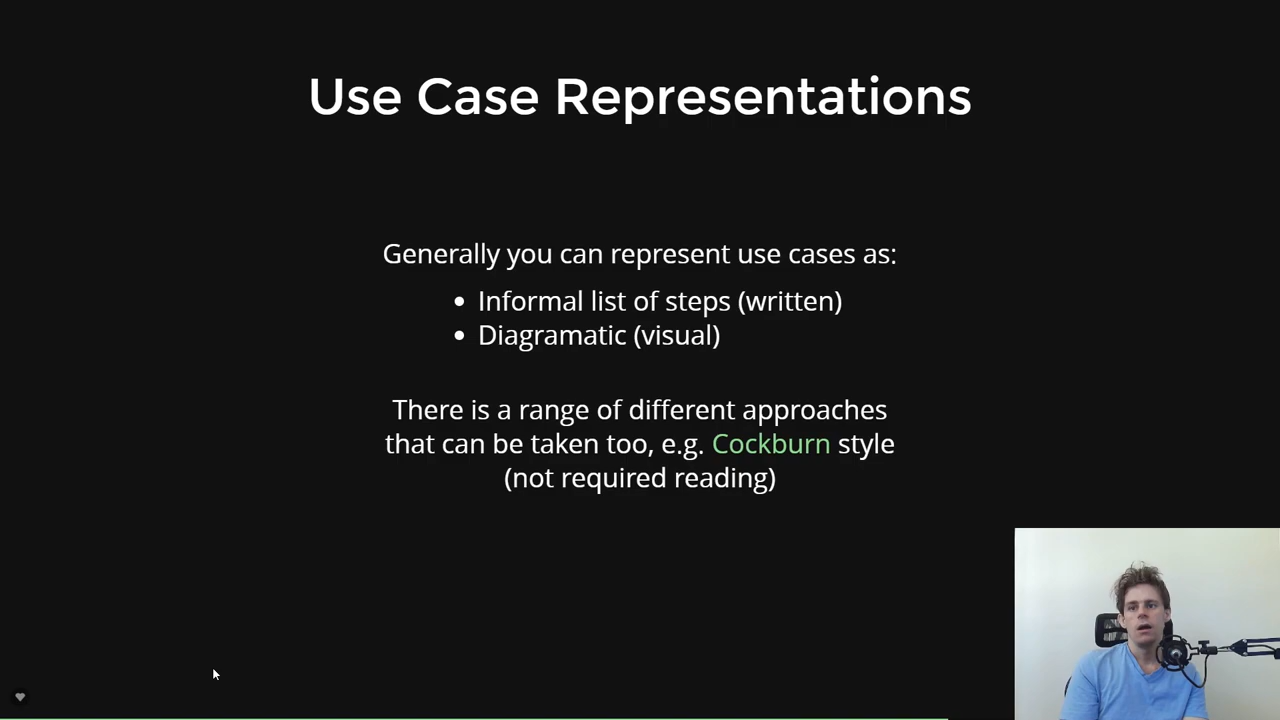 Use Case Representations
Generally you can represent use cases as:
Informal list of steps (written)
Diagramatic (visual)
There is a range of different approaches
that can be taken too, e.g. Cockburn style
(not required reading)